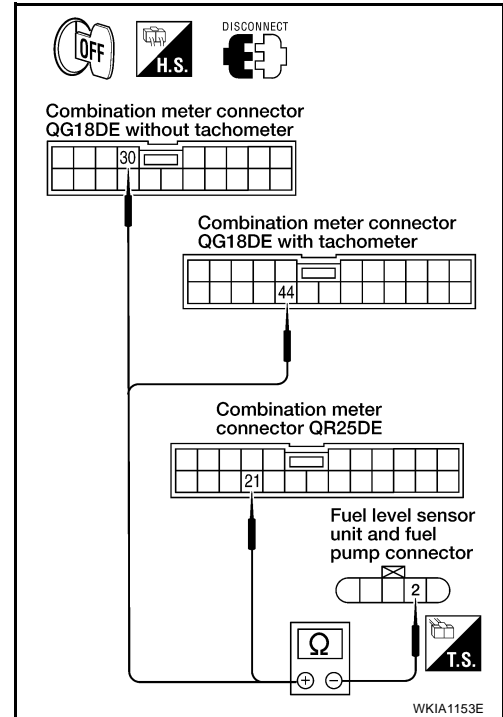 OFF
H.S.
DISCONNECT
Combination meter connector
QG18DE without tachometer
30
Combination meter connector
QG18DE with tachometer
44
Combination meter
connector QR25DE
21
Fuel level sensor
unit and fuel
pump connector
2
Ω
+ −
T.S.
WKIA1153E